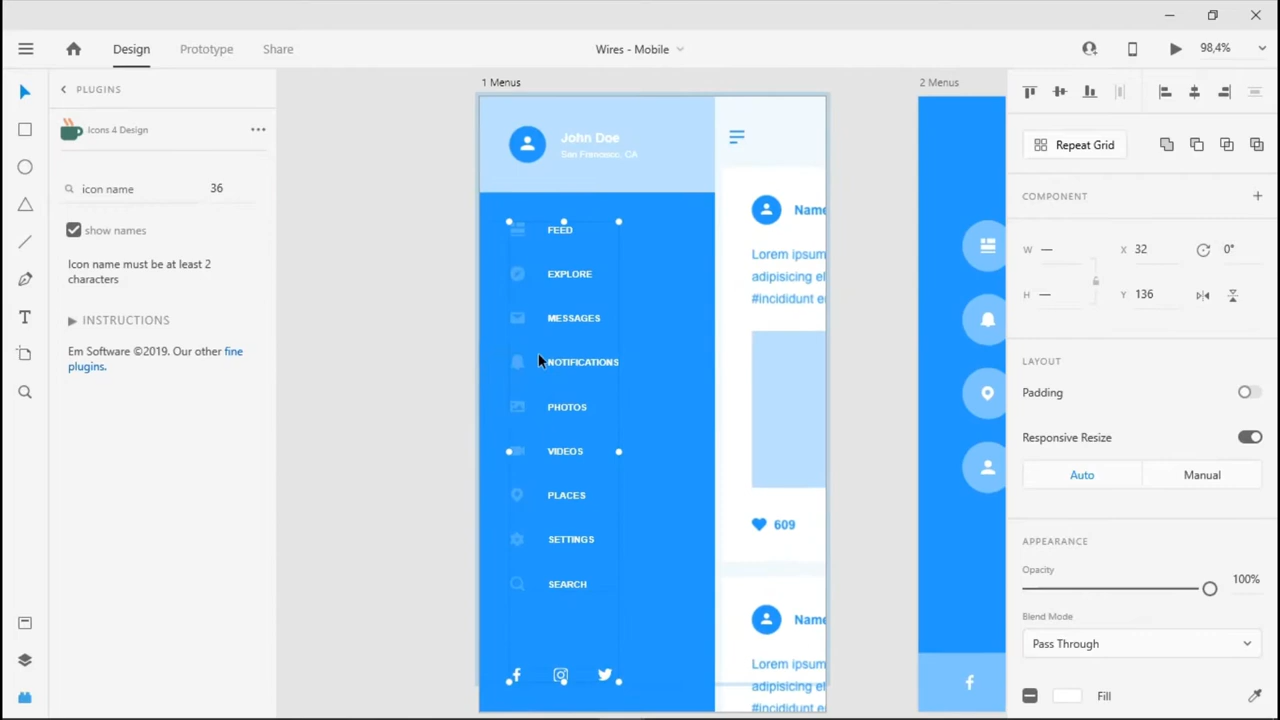 Design
Prototype
Share
Wires - Mobile
98,4%
PLUGINS
Icons 4 Design
icon name
36
show names
Icon name must be at least 2
characters
INSTRUCTIONS
Em Software ©2019. Our other fine
plugins.
1 Menus
John Doe
San Francisco, CA
FEED
EXPLORE
MESSAGES
NOTIFICATIONS
PHOTOS
VIDEOS
PLACES
SETTINGS
SEARCH
Name
Lorem ipsum
adipisicing el
#incididunt e
609
Name
Lorem ipsum
adipisicing el
#incididunt
2 Menus
Repeat Grid
COMPONENT
W —
X 32
0°
H —
Y 136
LAYOUT
Padding
Responsive Resize
Auto
Manual
APPEARANCE
Opacity
100%
Blend Mode
Pass Through
Fill